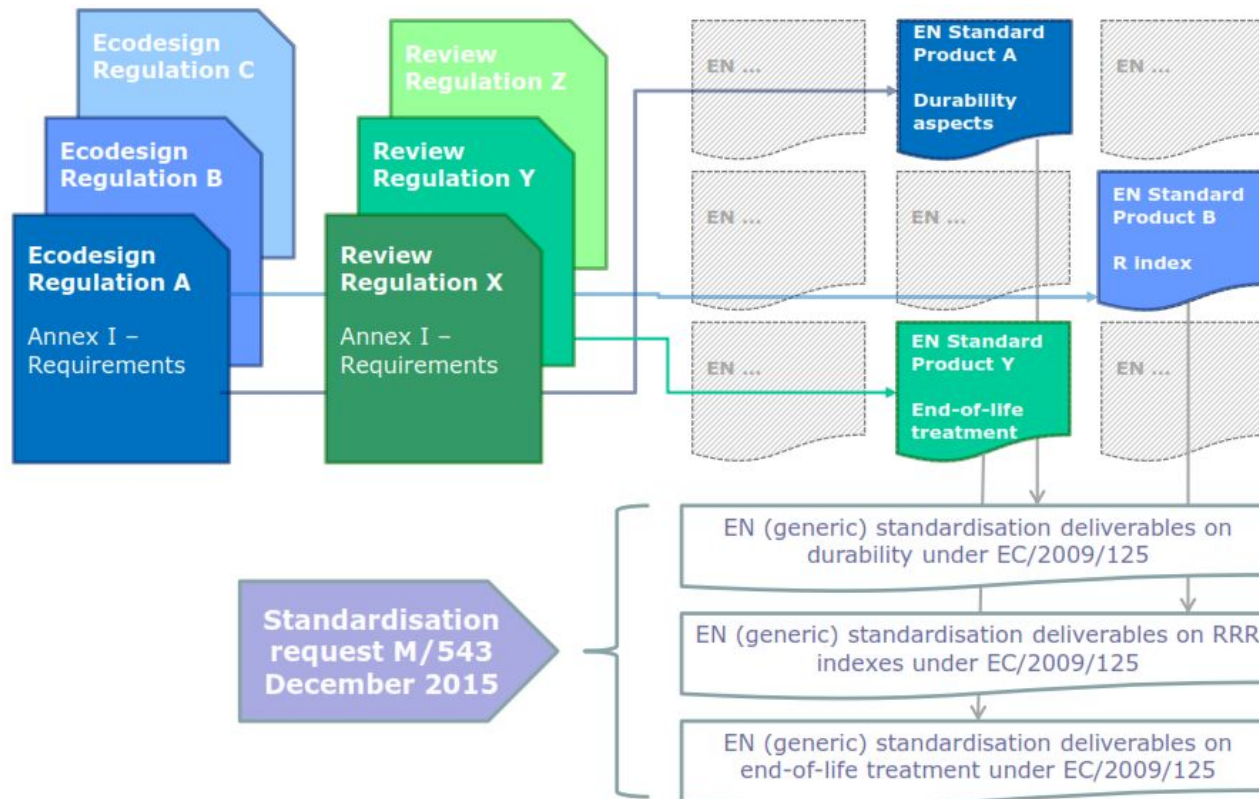 Ecodesign
Regulation C
Ecodesign
Regulation B
Ecodesign
Regulation A
Annex I –
Requirements
Review
Regulation Z
Review
Regulation Y
Review
Regulation X
Annex I –
Requirements
EN ...
EN Standard
Product A
Durability
aspects
EN ...
EN ...
EN ...
EN Standard
Product B
R index
EN ...
EN Standard
Product Y
End-of-life
treatment
EN ...
Standardisation
request M/543
December 2015
EN (generic) standardisation deliverables on
durability under EC/2009/125
EN (generic) standardisation deliverables on RRR
indexes under EC/2009/125
EN (generic) standardisation deliverables on
end-of-life treatment under EC/2009/125